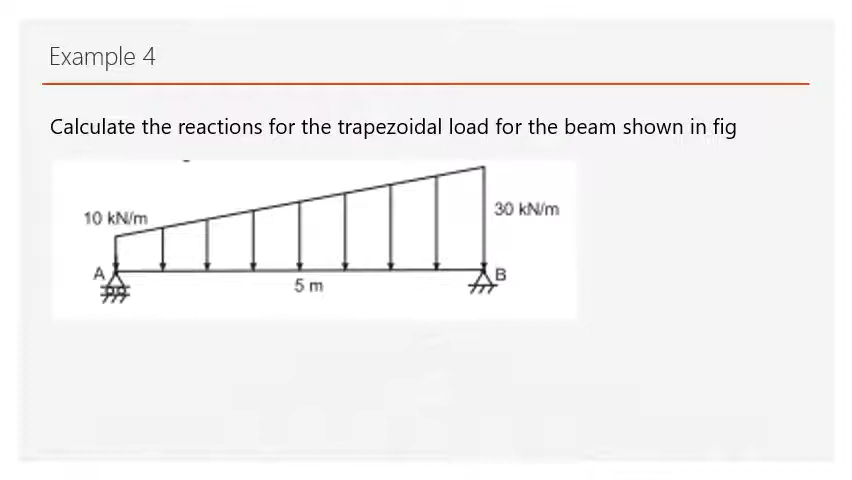 Example 4
Calculate the reactions for the trapezoidal load for the beam shown in fig
10 kN/m
30 kN/m
A
B
5 m